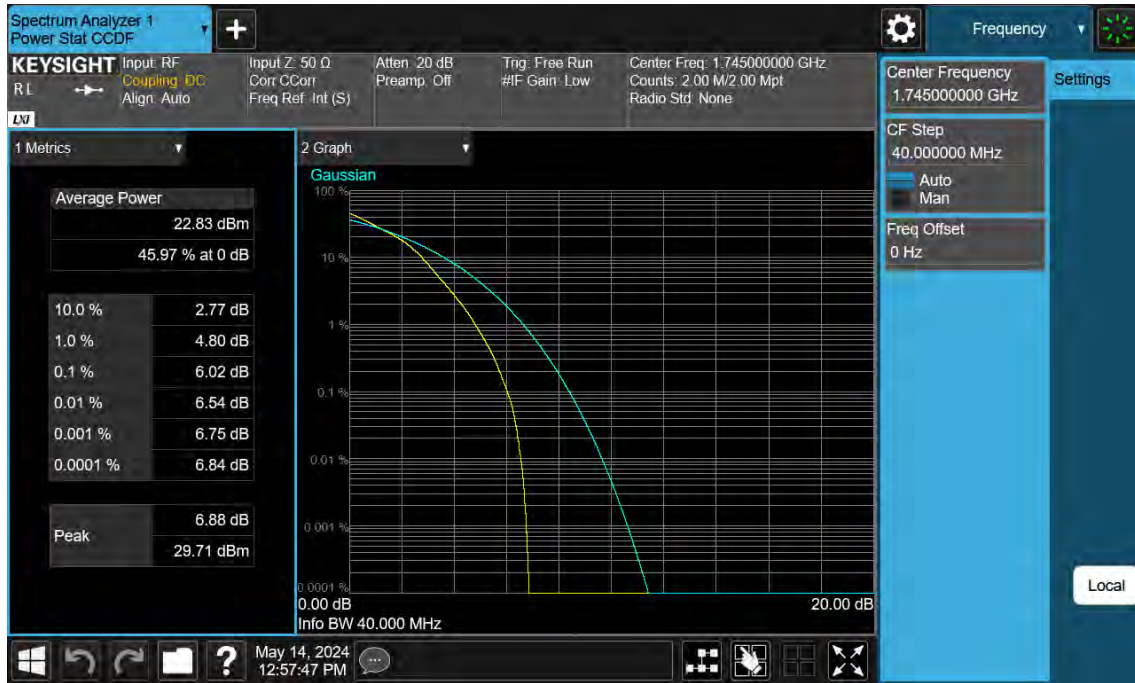 Spectrum Analyzer 1
Power Stat CCDF
Frequency
KEYSIGHT
RL
LXI
Input: RF
Coupling: DC
Align: Auto
Input Z: 50 Ω
Corr CCorr
Freq Ref: Int (S)
Atten: 20 dB
Preamp: Off
Trig: Free Run
#IF Gain: Low
Center Freq: 1.745000000 GHz
Counts: 2.00 M/2.00 Mpt
Radio Std: None
Center Frequency
1.745000000 GHz
Settings
CF Step
40.000000 MHz
Auto
Man
Freq Offset
0 Hz
1 Metrics
Average Power
22.83 dBm
45.97 % at 0 dB
10.0 % 2.77 dB
1.0 % 4.80 dB
0.1 % 6.02 dB
0.01 % 6.54 dB
0.001 % 6.75 dB
0.0001 % 6.84 dB
Peak
6.88 dB
29.71 dBm
2 Graph
Gaussian
100 %
10 %
1 %
0.1 %
0.01 %
0.001 %
0.0001 %
0.00 dB
20.00 dB
Info BW 40.000 MHz
Local
?
May 14, 2024
12:57:47 PM